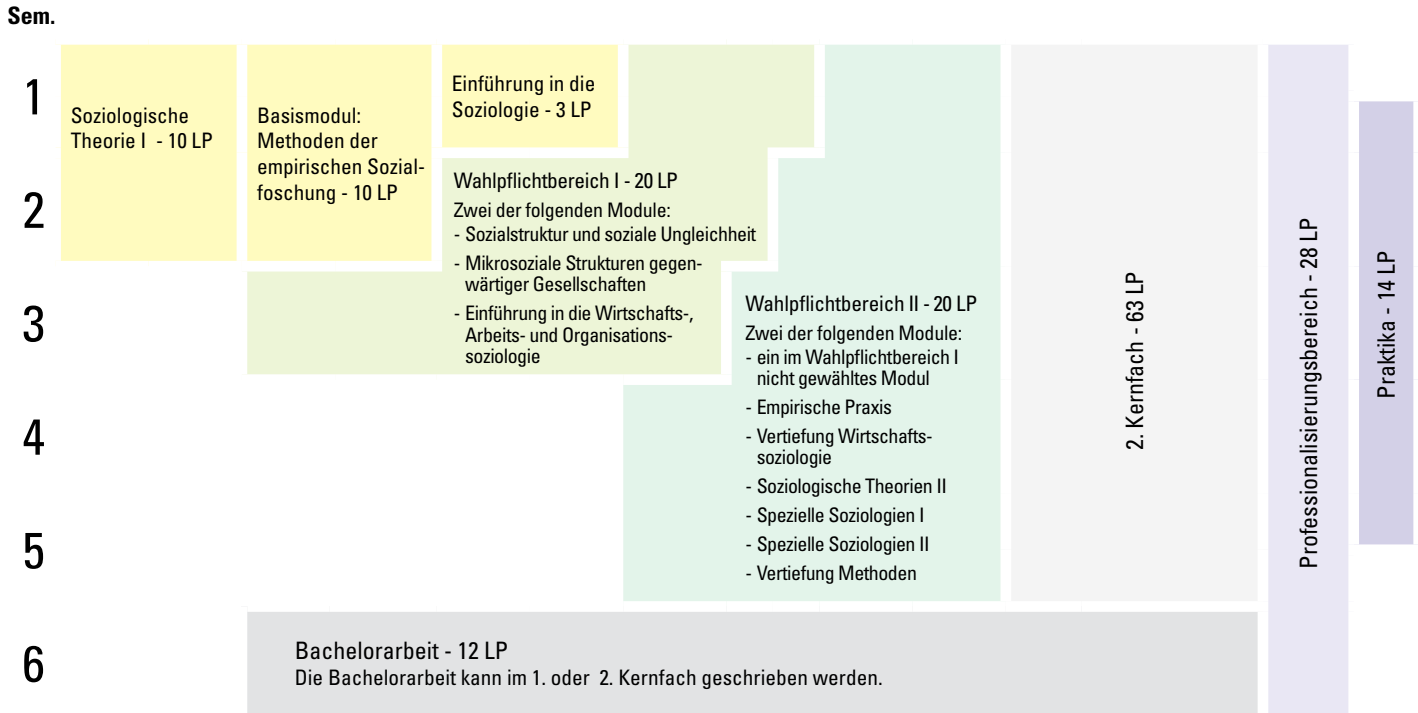 Sem.
1
2
3
4
5
6
Soziologische
Theorie I - 10 LP
Basismodul:
Methoden der
empirischen Sozial-
foschung - 10 LP
Einführung in die
Soziologie - 3 LP
Wahlpflichtbereich I - 20 LP
Zwei der folgenden Module:
- Sozialstruktur und soziale Ungleichheit
- Mikrosoziale Strukturen gegen-
wärtiger Gesellschaften
- Einführung in die Wirtschafts-,
Arbeits- und Organisations-
soziologie
Wahlpflichtbereich II - 20 LP
Zwei der folgenden Module:
- ein im Wahlpflichtbereich I
nicht gewähltes Modul
- Empirische Praxis
- Vertiefung Wirtschafts-
soziologie
- Soziologische Theorien II
- Spezielle Soziologien I
- Spezielle Soziologien II
- Vertiefung Methoden
2. Kernfach - 63 LP
Professionalisierungsbereich - 28 LP
Praktika - 14 LP
Bachelorarbeit - 12 LP
Die Bachelorarbeit kann im 1. oder 2. Kernfach geschrieben werden.